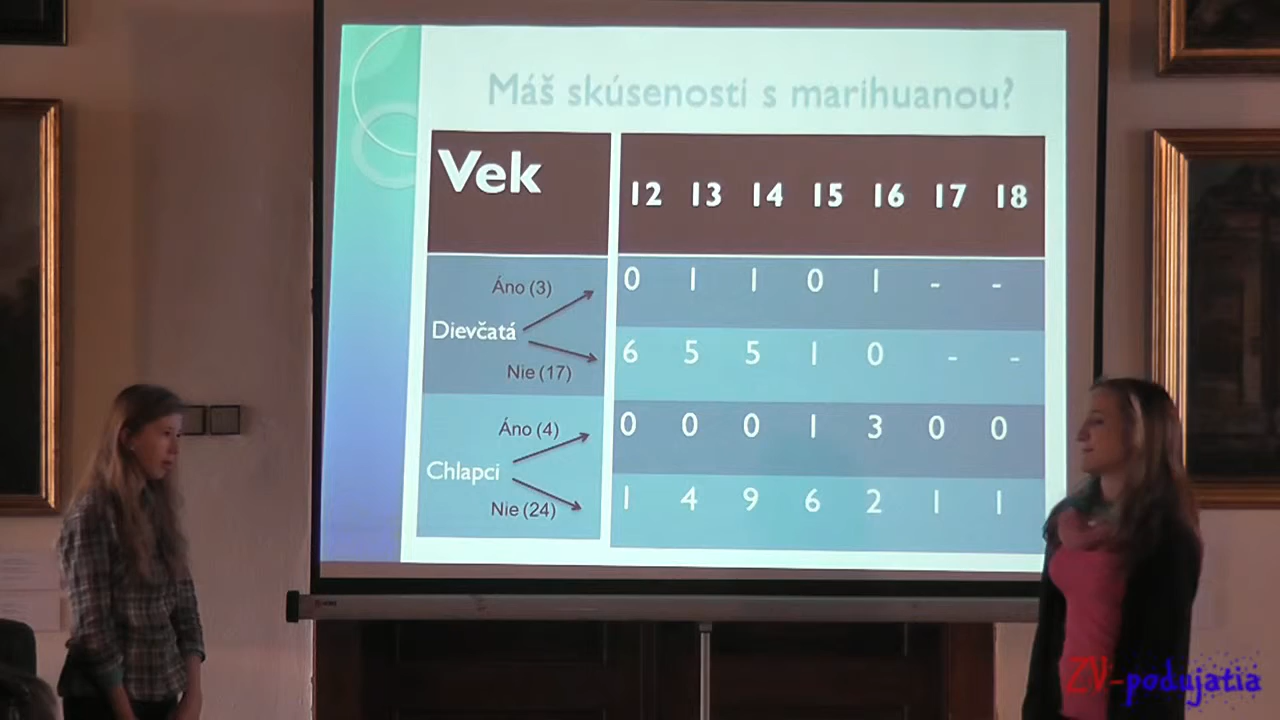 Máš skúsenosti s marihuanou?
Vek 12 13 14 15 16 17 18
Áno (3) 0 1 1 0 1 - -
Dievčatá
Nie (17) 6 5 5 1 0 - -
Áno (4) 0 0 0 1 3 0 0
Chlapci
Nie (24) 1 4 9 6 2 1 1
ZV-podujatia